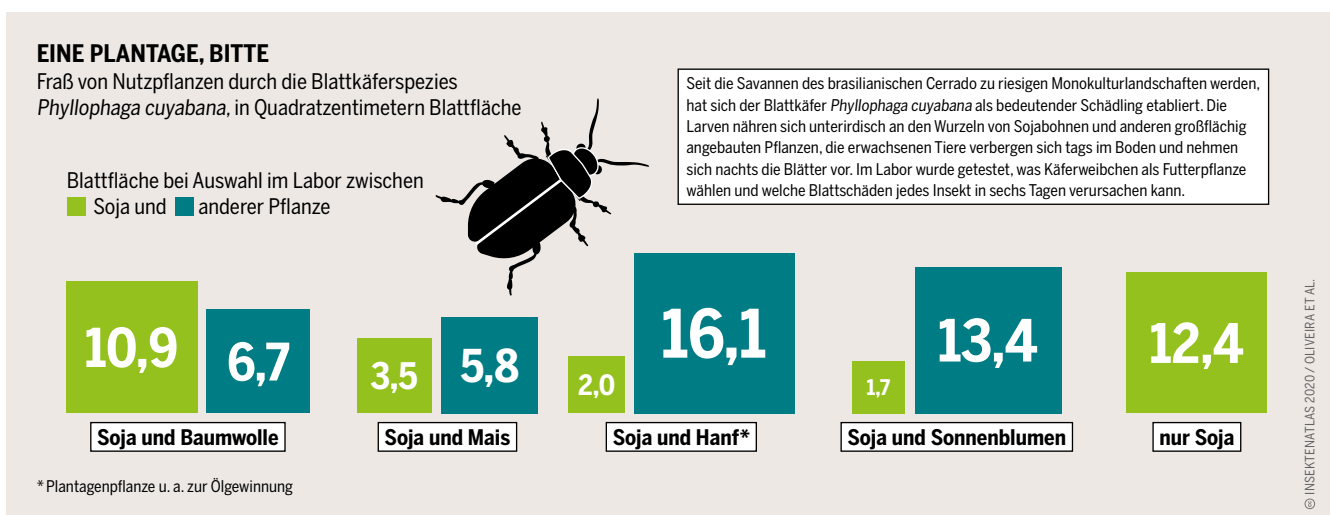 EINE PLANTAGE, BITTE
Fraß von Nutzpflanzen durch die Blattkäferspezies
Phyllophaga cuyabana, in Quadratzentimetern Blattfläche
Seit die Savannen des brasilianischen Cerrado zu riesigen Monokulturlandschaften werden,
hat sich der Blattkäfer Phyllophaga cuyabana als bedeutender Schädling etabliert. Die
Larven nähren sich unterirdisch an den Wurzeln von Sojabohnen und anderen großflächig
angebauten Pflanzen, die erwachsenen Tiere verbergen sich tags im Boden und nehmen
sich nachts die Blätter vor. Im Labor wurde getestet, was Käferweibchen als Futterpflanze
wählen und welche Blattschäden jedes Insekt in sechs Tagen verursachen kann.
Blattfläche bei Auswahl im Labor zwischen
Soja und anderer Pflanze
10,9
6,7
Soja und Baumwolle
3,5
5,8
Soja und Mais
2,0
16,1
Soja und Hanf*
1,7
13,4
Soja und Sonnenblumen
12,4
nur Soja
* Plantagenpflanze u. a. zur Ölgewinnung
INSEKTENATLAS 2020 / OLIVEIRA ET AL.